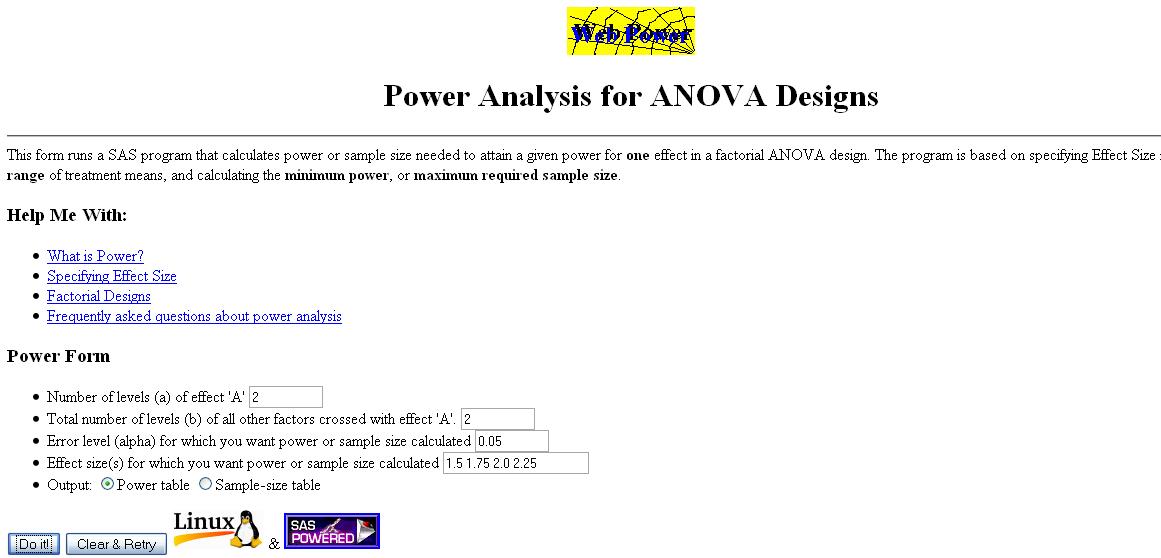 Web Power
Power Analysis for ANOVA Designs
This form runs a SAS program that calculates power or sample size needed to attain a given power for one effect in a factorial ANOVA design. The program is based on specifying Effect Size
range of treatment means, and calculating the minimum power, or maximum required sample size.
Help Me With:
What is Power?
Specifying Effect Size
Factorial Designs
Frequently asked questions about power analysis
Power Form
Number of levels (a) of effect 'A' 2
Total number of levels (b) of all other factors crossed with effect 'A'. 2
Error level (alpha) for which you want power or sample size calculated 0.05
Effect size(s) for which you want power or sample size calculated 1.5 1.75 2.0 2.25
Output: Power table Sample-size table
Do it! Clear & Retry Linux & SAS POWERED